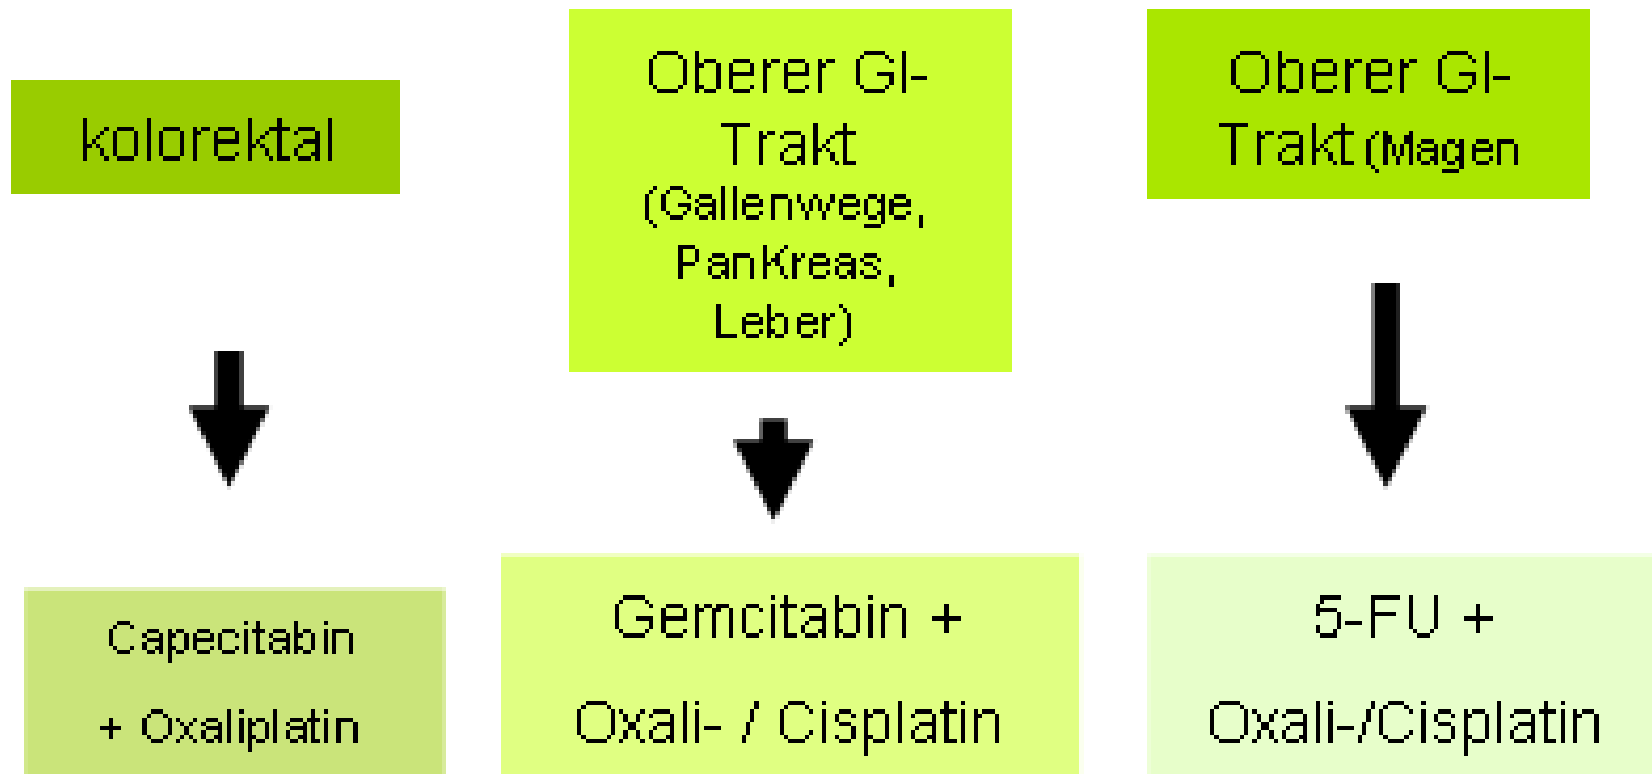 kolorektal
Oberer GI-
Trakt
(Gallenwege,
PanKreas,
Leber)
Oberer GI-
Trakt (Magen
Capecitabin
+ Oxaliplatin
Gemcitabin +
Oxali- / Cisplatin
5-FU +
Oxali-/Cisplatin